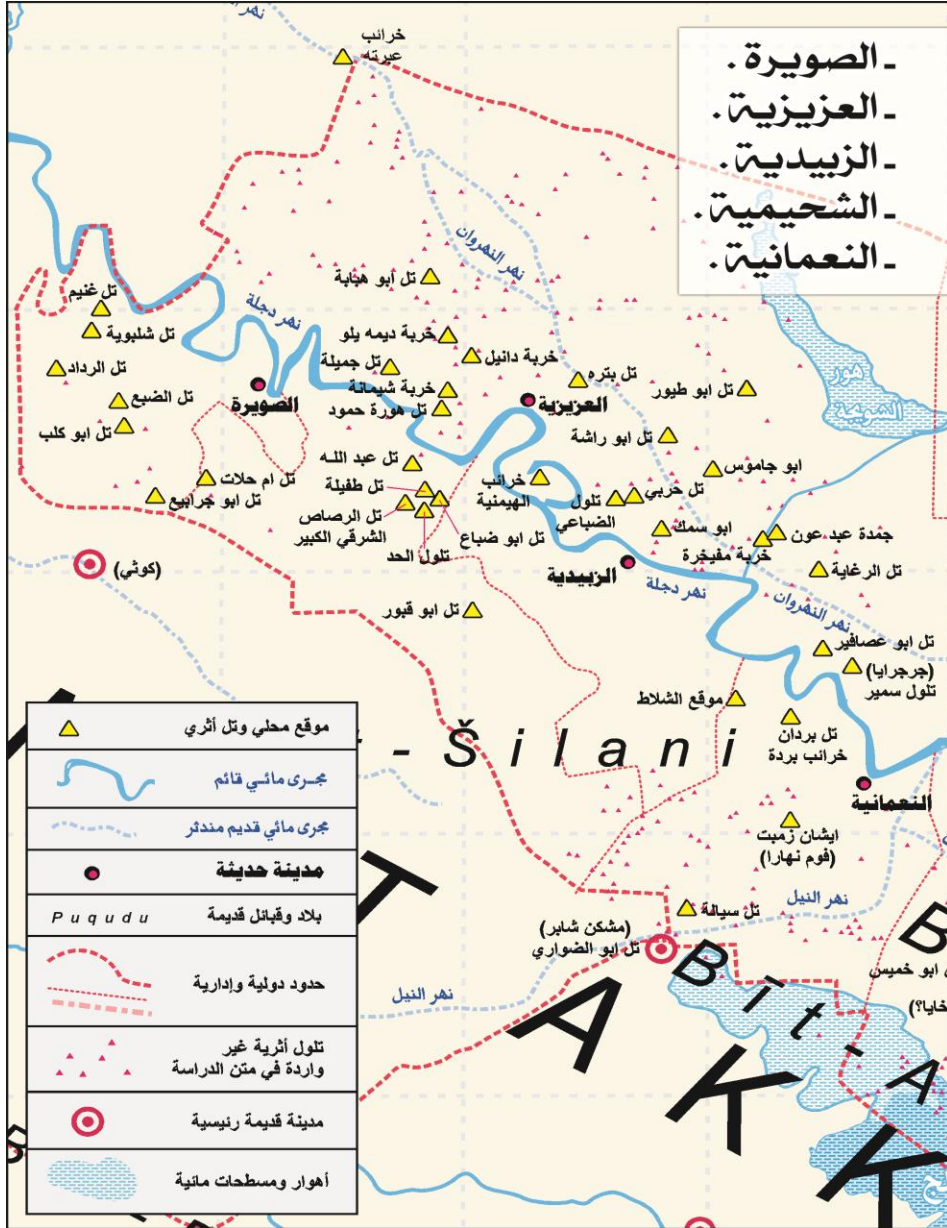 - الصويرة.
- العزيزية.
- الزبيدية.
- الشحيمية.
- النعمانية.
خرائب
عبرته
نهر النهروان
تل أبو هبابة
نهر دجلة
تل غنيم
تل شلبوية
تل الرداد
تل الضبع
تل ابو كلب
خربة ديمه يلو
خربة دانيل
تل جميلة
خربة شيمانة
تل هورة حمود
الصويرة
العزيزية
تل بتره
تل ابو طيور
هور
الشويجة
تل ابو راشة
ابو جاموس
تل عبد الله
تل طفيلة
تل الرصاص
الشرقي الكبير
تلول الحد
تل ابو ضباع
خرائب
الهيمنية
تلول
الضباعي
تل حربي
ابو سمك
جمدة عبد عون
خربة مفيخرة
تل الرغاية
تل ام حلات
تل ابو جرابيع
(كوثي)
الزبيدية
نهر دجلة
نهر النهروان
تل ابو قبور
تل ابو عصافير
(جرجرايا)
تلول سمير
موقع الشلاط
تل بردان
خرائب بردة
- Šilani
النعمانية
ايشان زمبت
(فوم نهارا)
تل سيالة
نهر النيل
(مشكن شابر)
تل ابو الضواري
نهر النيل
ابو خميس
Bīt-A
A K K
موقع محلي وتل أثري
مجرى مائي قائم
مجرى مائي قديم مندثر
مدينة حديثة
بلاد وقبائل قديمة
Puqudu
حدود دولية وإدارية
تلول أثرية غير
واردة في متن الدراسة
مدينة قديمة رئيسية
أهوار ومسطحات مائية